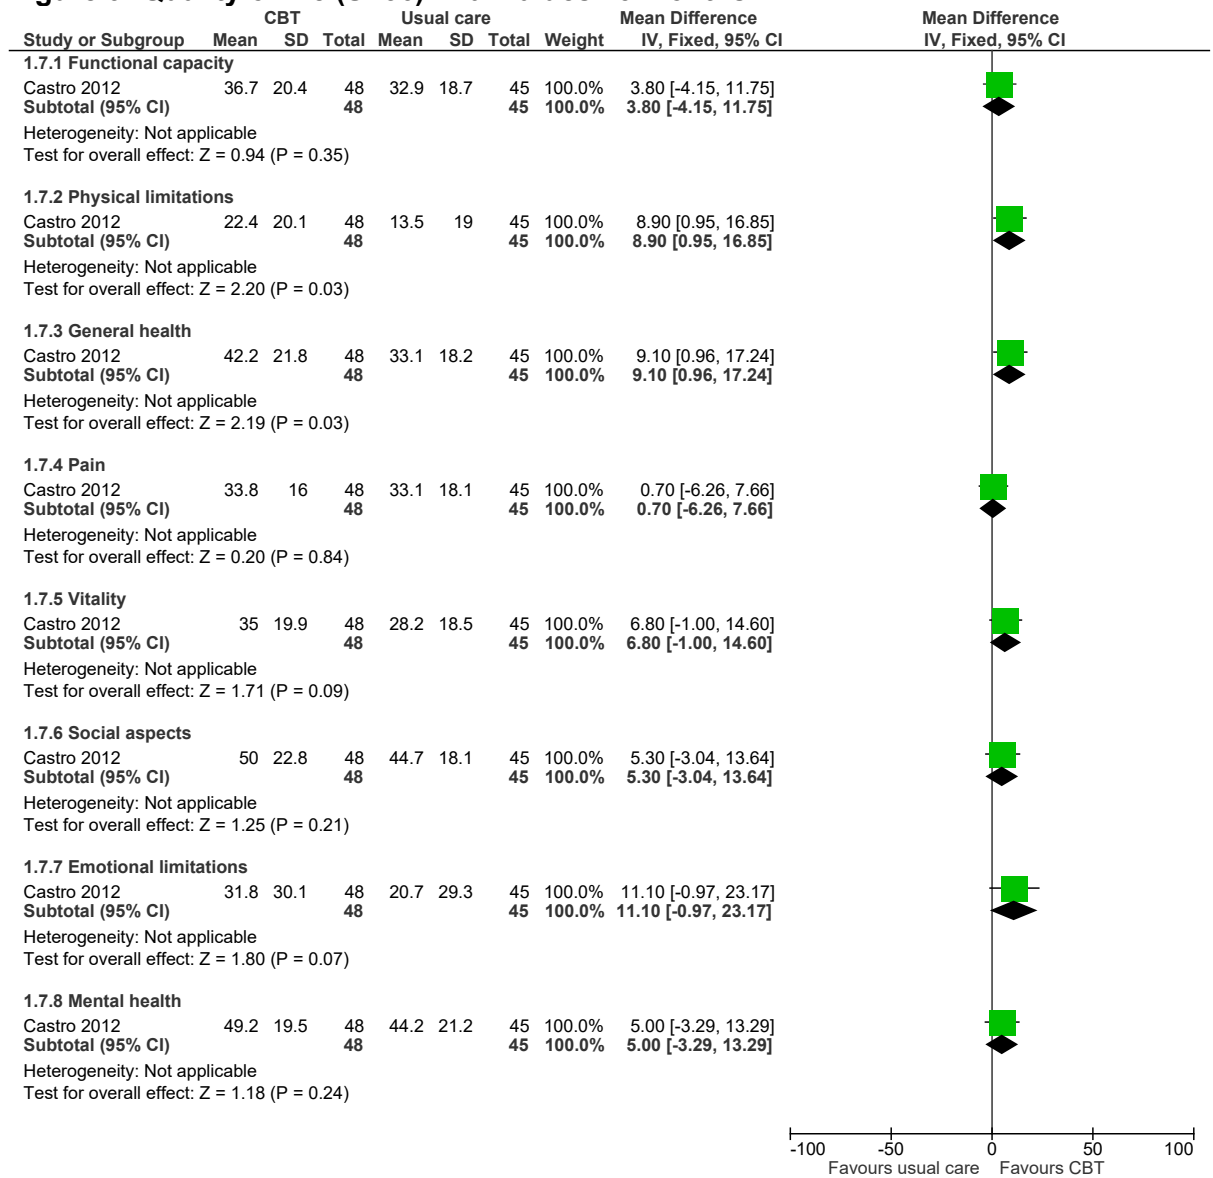 CBT Usual care Mean Difference Mean Difference
Study or Subgroup Mean SD Total Mean SD Total Weight IV, Fixed, 95% CI IV, Fixed, 95% CI
1.7.1 Functional capacity
Castro 2012 36.7 20.4 48 32.9 18.7 45 100.0% 3.80 [-4.15, 11.75]
Subtotal (95% CI) 48 45 100.0% 3.80 [-4.15, 11.75]
Heterogeneity: Not applicable
Test for overall effect: Z = 0.94 (P = 0.35)
1.7.2 Physical limitations
Castro 2012 22.4 20.1 48 13.5 19 45 100.0% 8.90 [0.95, 16.85]
Subtotal (95% CI) 48 45 100.0% 8.90 [0.95, 16.85]
Heterogeneity: Not applicable
Test for overall effect: Z = 2.20 (P = 0.03)
1.7.3 General health
Castro 2012 42.2 21.8 48 33.1 18.2 45 100.0% 9.10 [0.96, 17.24]
Subtotal (95% CI) 48 45 100.0% 9.10 [0.96, 17.24]
Heterogeneity: Not applicable
Test for overall effect: Z = 2.19 (P = 0.03)
1.7.4 Pain
Castro 2012 33.8 16 48 33.1 18.1 45 100.0% 0.70 [-6.26, 7.66]
Subtotal (95% CI) 48 45 100.0% 0.70 [-6.26, 7.66]
Heterogeneity: Not applicable
Test for overall effect: Z = 0.20 (P = 0.84)
1.7.5 Vitality
Castro 2012 35 19.9 48 28.2 18.5 45 100.0% 6.80 [-1.00, 14.60]
Subtotal (95% CI) 48 45 100.0% 6.80 [-1.00, 14.60]
Heterogeneity: Not applicable
Test for overall effect: Z = 1.71 (P = 0.09)
1.7.6 Social aspects
Castro 2012 50 22.8 48 44.7 18.1 45 100.0% 5.30 [-3.04, 13.64]
Subtotal (95% CI) 48 45 100.0% 5.30 [-3.04, 13.64]
Heterogeneity: Not applicable
Test for overall effect: Z = 1.25 (P = 0.21)
1.7.7 Emotional limitations
Castro 2012 31.8 30.1 48 20.7 29.3 45 100.0% 11.10 [-0.97, 23.17]
Subtotal (95% CI) 48 45 100.0% 11.10 [-0.97, 23.17]
Heterogeneity: Not applicable
Test for overall effect: Z = 1.80 (P = 0.07)
1.7.8 Mental health
Castro 2012 49.2 19.5 48 44.2 21.2 45 100.0% 5.00 [-3.29, 13.29]
Subtotal (95% CI) 48 45 100.0% 5.00 [-3.29, 13.29]
Heterogeneity: Not applicable
Test for overall effect: Z = 1.18 (P = 0.24)
-100 -50 0 50 100
Favours usual care Favours CBT